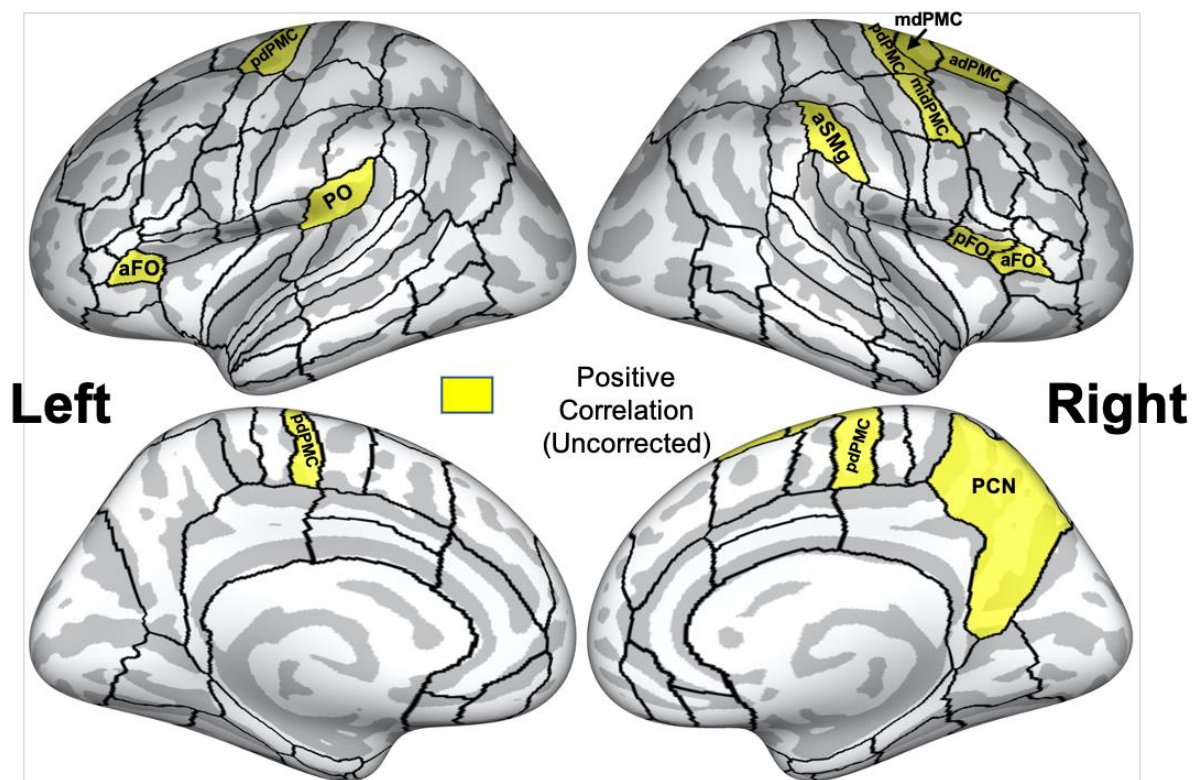 mdPMC
pdPMC
pdPMC
adPMC
midPMC
aSMg
PO
aFO
pFO
aFO
Left
Positive
Correlation
(Uncorrected)
Right
pdPMC
pdPMC
PCN